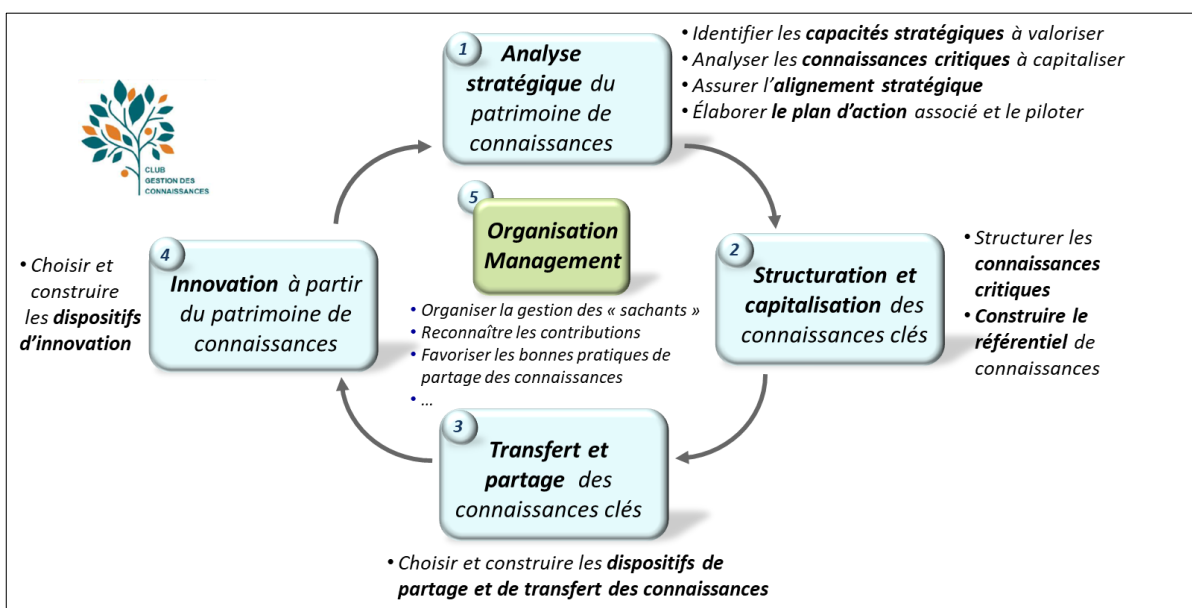 CLUB
GESTION DES
CONNAISSANCES
1
Analyse
stratégique du
patrimoine de
connaissances
• Identifier les capacités stratégiques à valoriser
• Analyser les connaissances critiques à capitaliser
• Assurer l'alignement stratégique
• Élaborer le plan d'action associé et le piloter
2
Structuration et
capitalisation des
connaissances clés
• Structurer les
connaissances
critiques
• Construire le
référentiel de
connaissances
3
Transfert et
partage des
connaissances clés
• Choisir et construire les dispositifs de
partage et de transfert des connaissances
4
Innovation à partir
du patrimoine de
connaissances
• Choisir et
construire
les dispositifs
d'innovation
5
Organisation
Management
• Organiser la gestion des « sachants »
• Reconnaître les contributions
• Favoriser les bonnes pratiques de
partage des connaissances
• ...